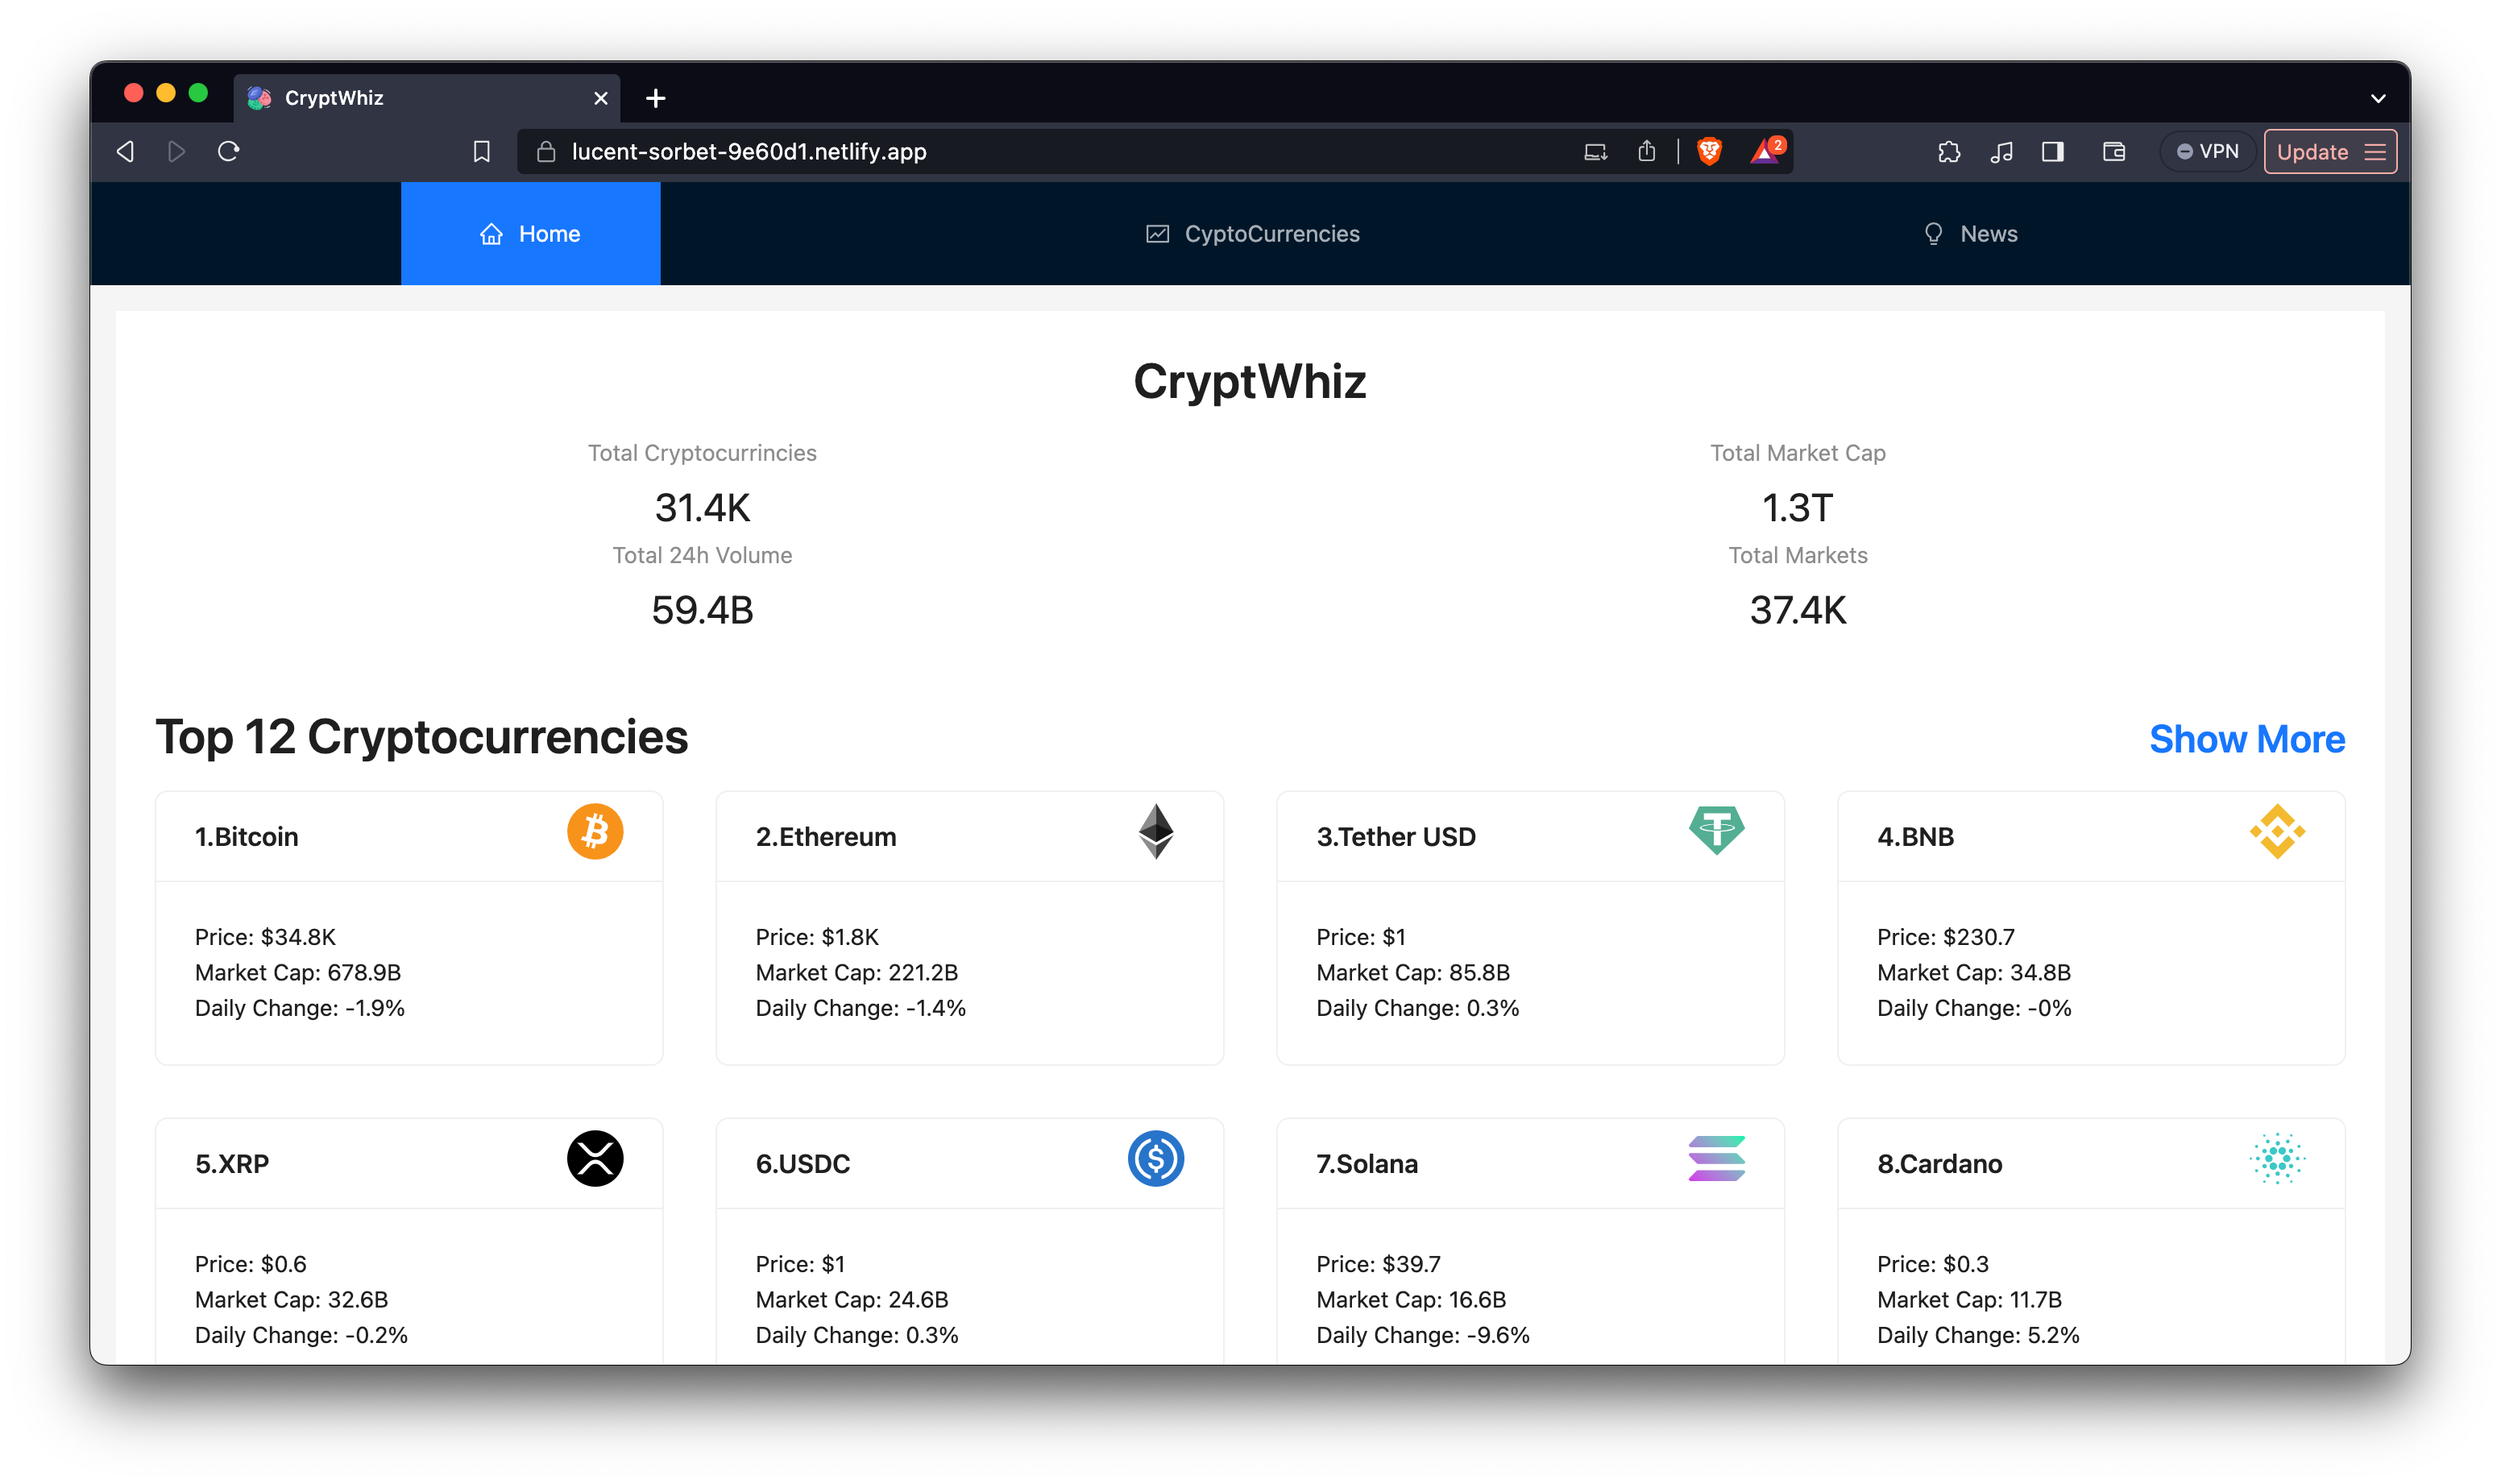 CryptWhiz
lucent-sorbet-9e60d1.netlify.app
2
VPN
Update
Home
CyptoCurrencies
News
CryptWhiz
Total Cryptocurrincies
Total Market Cap
31.4K
1.3T
Total 24h Volume
Total Markets
59.4B
37.4K
Top 12 Cryptocurrencies
Show More
1.Bitcoin
Price: $34.8K
Market Cap: 678.9B
Daily Change: -1.9%
2.Ethereum
Price: $1.8K
Market Cap: 221.2B
Daily Change: -1.4%
3.Tether USD
Price: $1
Market Cap: 85.8B
Daily Change: 0.3%
4.BNB
Price: $230.7
Market Cap: 34.8B
Daily Change: -0%
5.XRP
Price: $0.6
Market Cap: 32.6B
Daily Change: -0.2%
6.USDC
Price: $1
Market Cap: 24.6B
Daily Change: 0.3%
7.Solana
Price: $39.7
Market Cap: 16.6B
Daily Change: -9.6%
8.Cardano
Price: $0.3
Market Cap: 11.7B
Daily Change: 5.2%